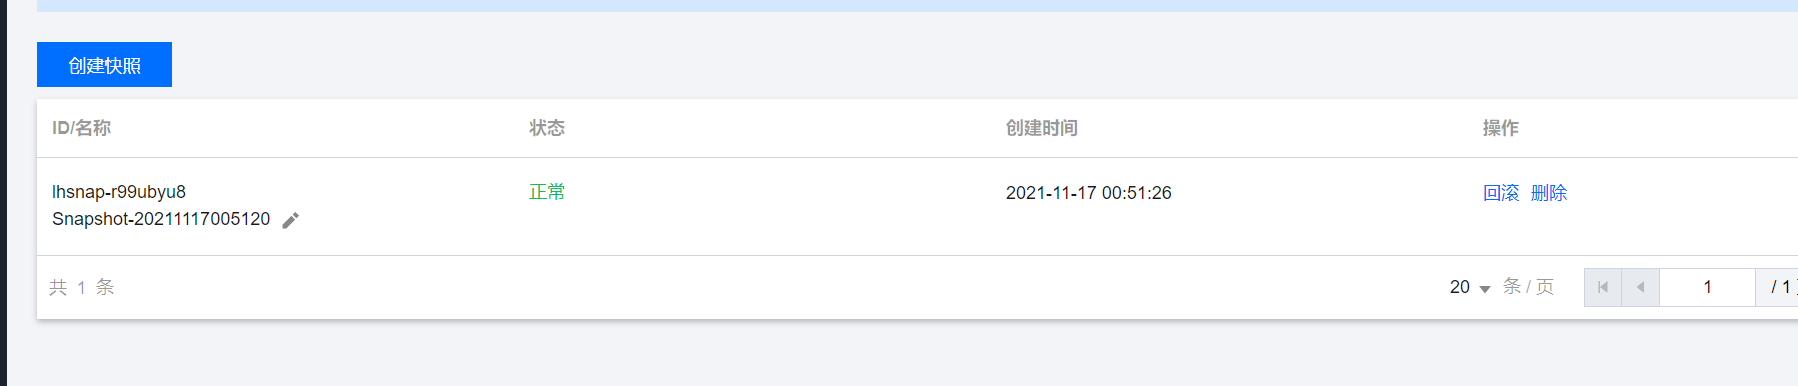 创建快照
ID/名称 状态 创建时间 操作
lhsnap-r99ubyu8 正常 2021-11-17 00:51:26 回滚 删除
Snapshot-20211117005120
共 1 条 20 条 / 页 1 / 1